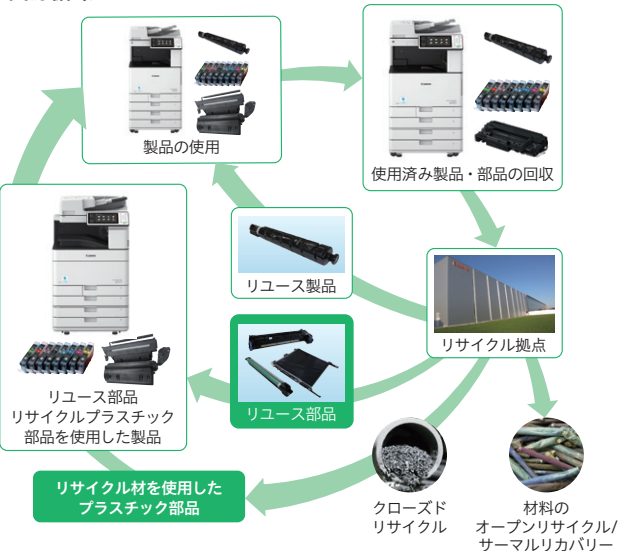 製品の使用
使用済み製品・部品の回収
リユース製品
リサイクル拠点
リユース部品
リユース部品
リサイクルプラスチック
部品を使用した製品
リサイクル材を使用した
プラスチック部品
クローズド
リサイクル
材料の
オープンリサイクル/
サーマルリカバリー